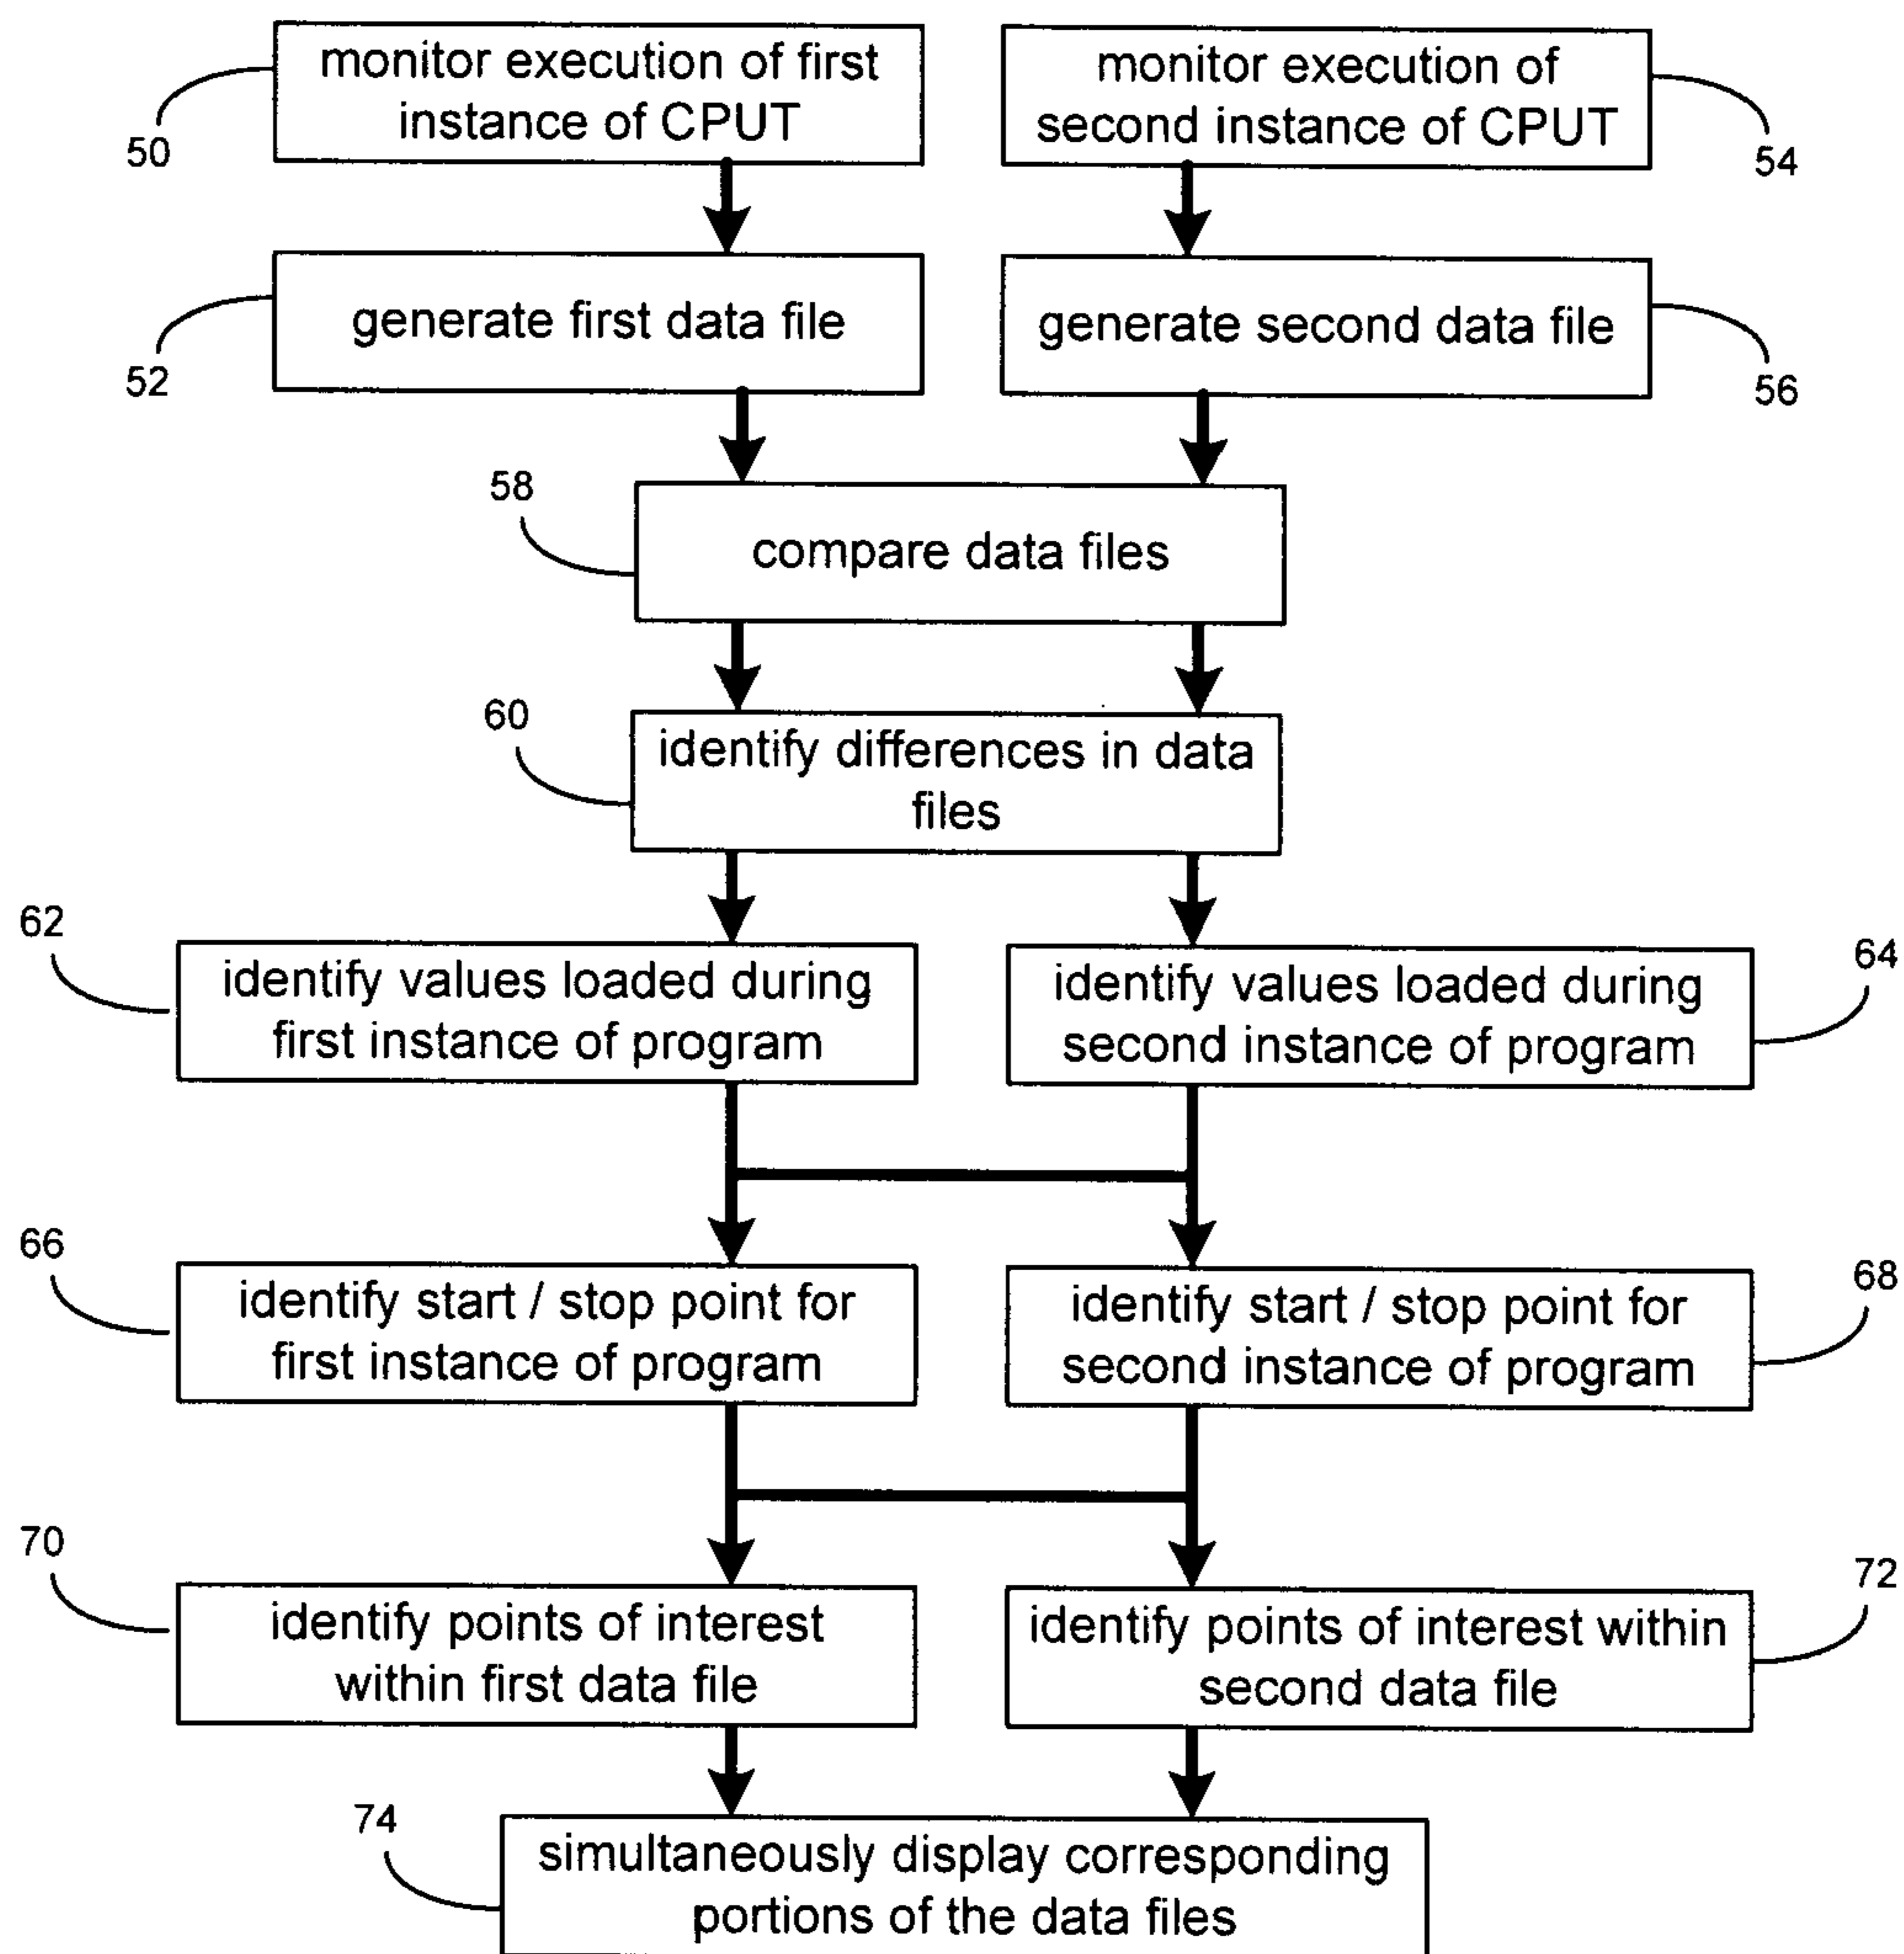 monitor execution of first
instance of CPUT
50
monitor execution of
second instance of CPUT
54
generate first data file
52
generate second data file
56
58
compare data files
60
identify differences in data
files
62
identify values loaded during
first instance of program
identify values loaded during
second instance of program
64
66
identify start / stop point for
first instance of program
identify start / stop point for
second instance of program
68
70
identify points of interest
within first data file
identify points of interest within
second data file
72
74
simultaneously display corresponding
portions of the data files